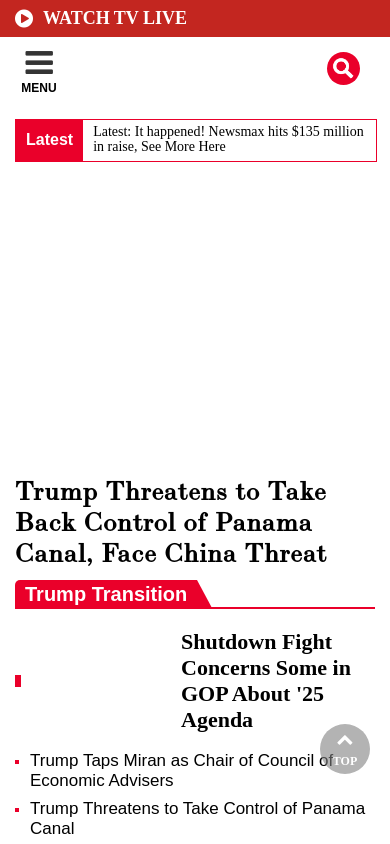 WATCH TV LIVE
MENU
Latest
Latest: It happened! Newsmax hits $135 million
in raise, See More Here
Trump Threatens to Take
Back Control of Panama
Canal, Face China Threat
Trump Transition
Shutdown Fight
Concerns Some in
GOP About '25
Agenda
Trump Taps Miran as Chair of Council of
Economic Advisers
TOP
Trump Threatens to Take Control of Panama
Canal